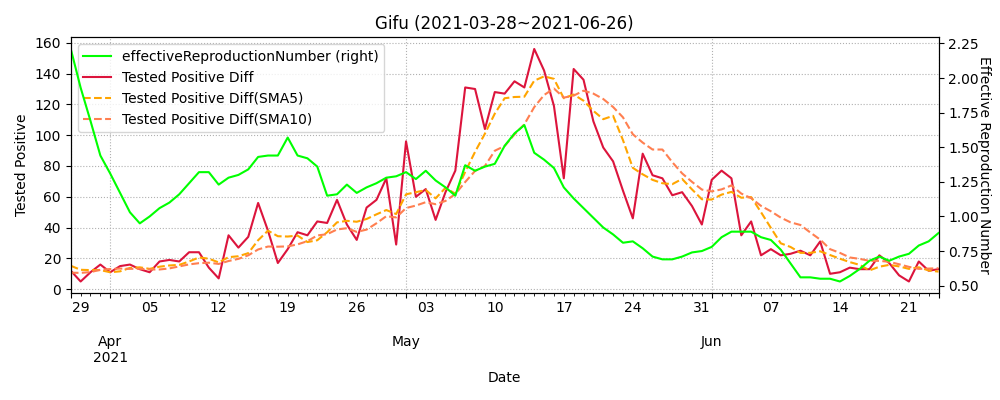 Gifu (2021-03-28~2021-06-26)
effectiveReproductionNumber (right)
Tested Positive Diff
Tested Positive Diff(SMA5)
Tested Positive Diff(SMA10)
Tested Positive
160
140
120
100
80
60
40
20
0
2.25
2.00
1.75
1.50
1.25
1.00
0.75
0.50
Effective Reproduction Number
29 05 12 19 26 03 10 17 24 31 07 14 21
Apr May Jun
2021
Date